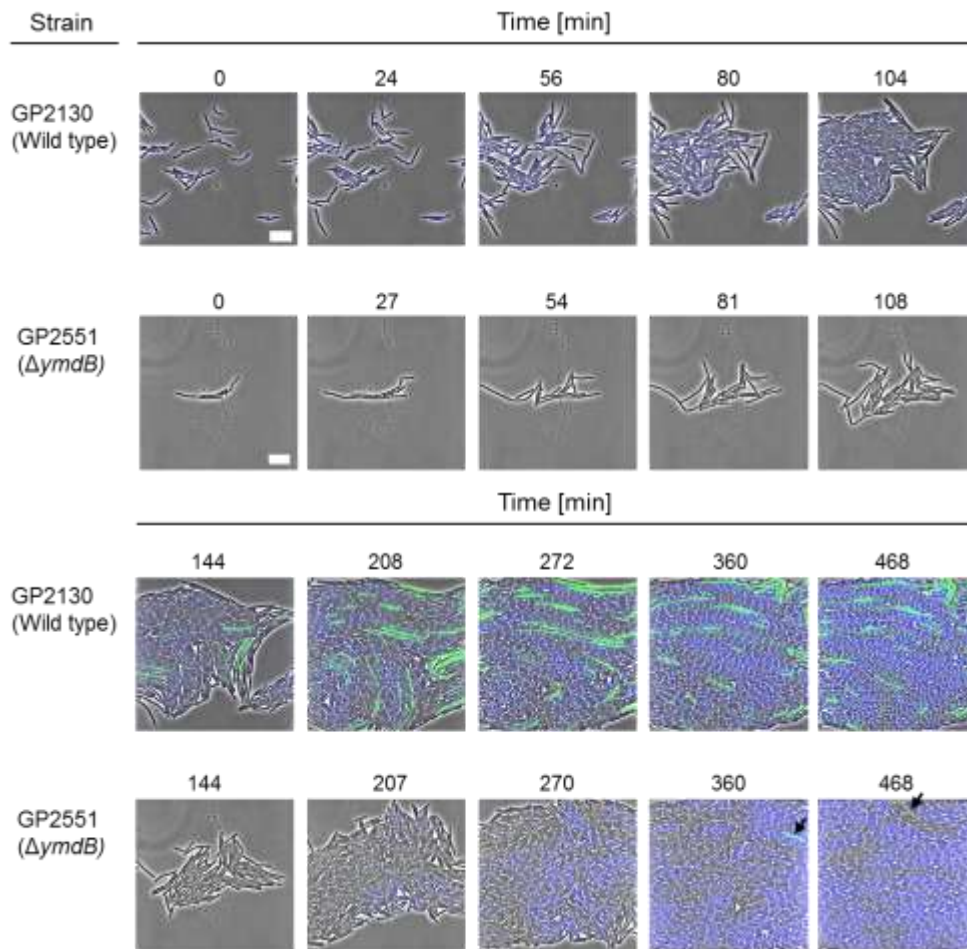 Strain Time [min]
0 24 56 80 104
GP2130
(Wild type)
0 27 54 81 108
GP2551
(ΔymdB)
Time [min]
144 208 272 360 468
GP2130
(Wild type)
144 207 270 360 468
GP2551
(ΔymdB)